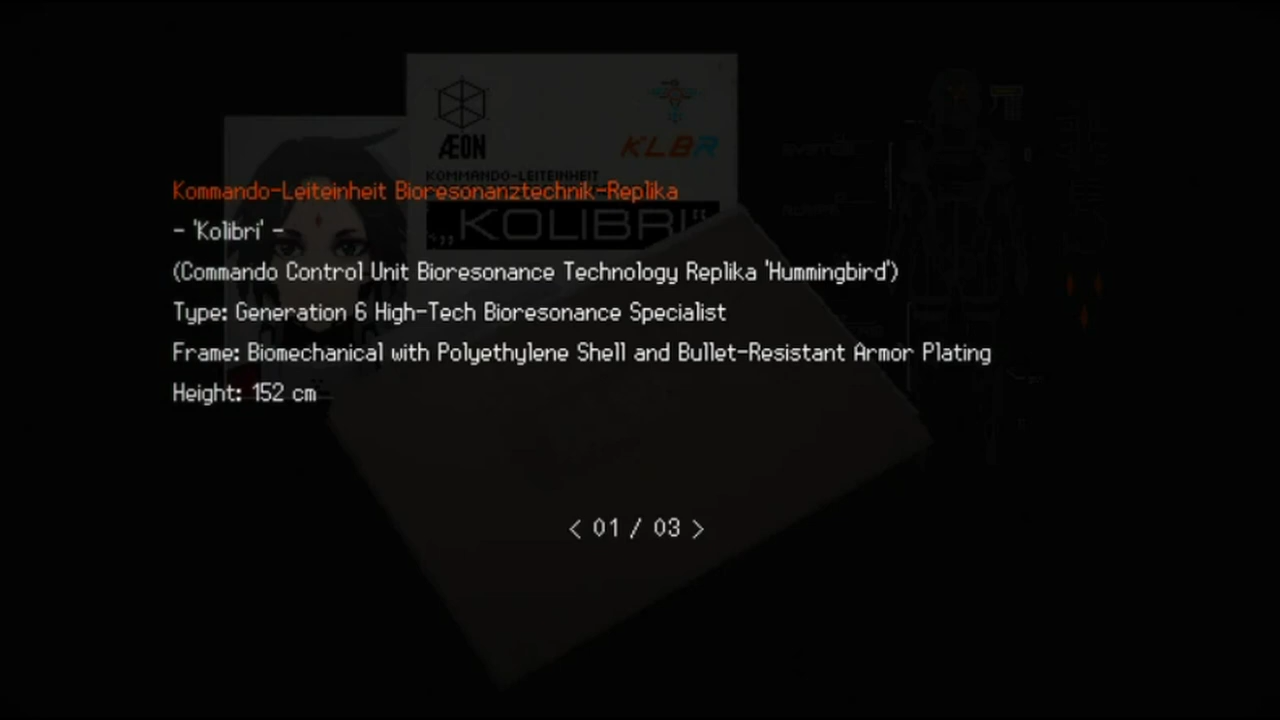 ÆON
KLBR
KOMMANDO-LEITEINHEIT
„KOLIBRI“
Kommando-Leiteinheit Bioresonanztechnik-Replika
- 'Kolibri' -
(Commando Control Unit Bioresonance Technology Replika 'Hummingbird')
Type: Generation 6 High-Tech Bioresonance Specialist
Frame: Biomechanical with Polyethylene Shell and Bullet-Resistant Armor Plating
Height: 152 cm
< 01 / 03 >